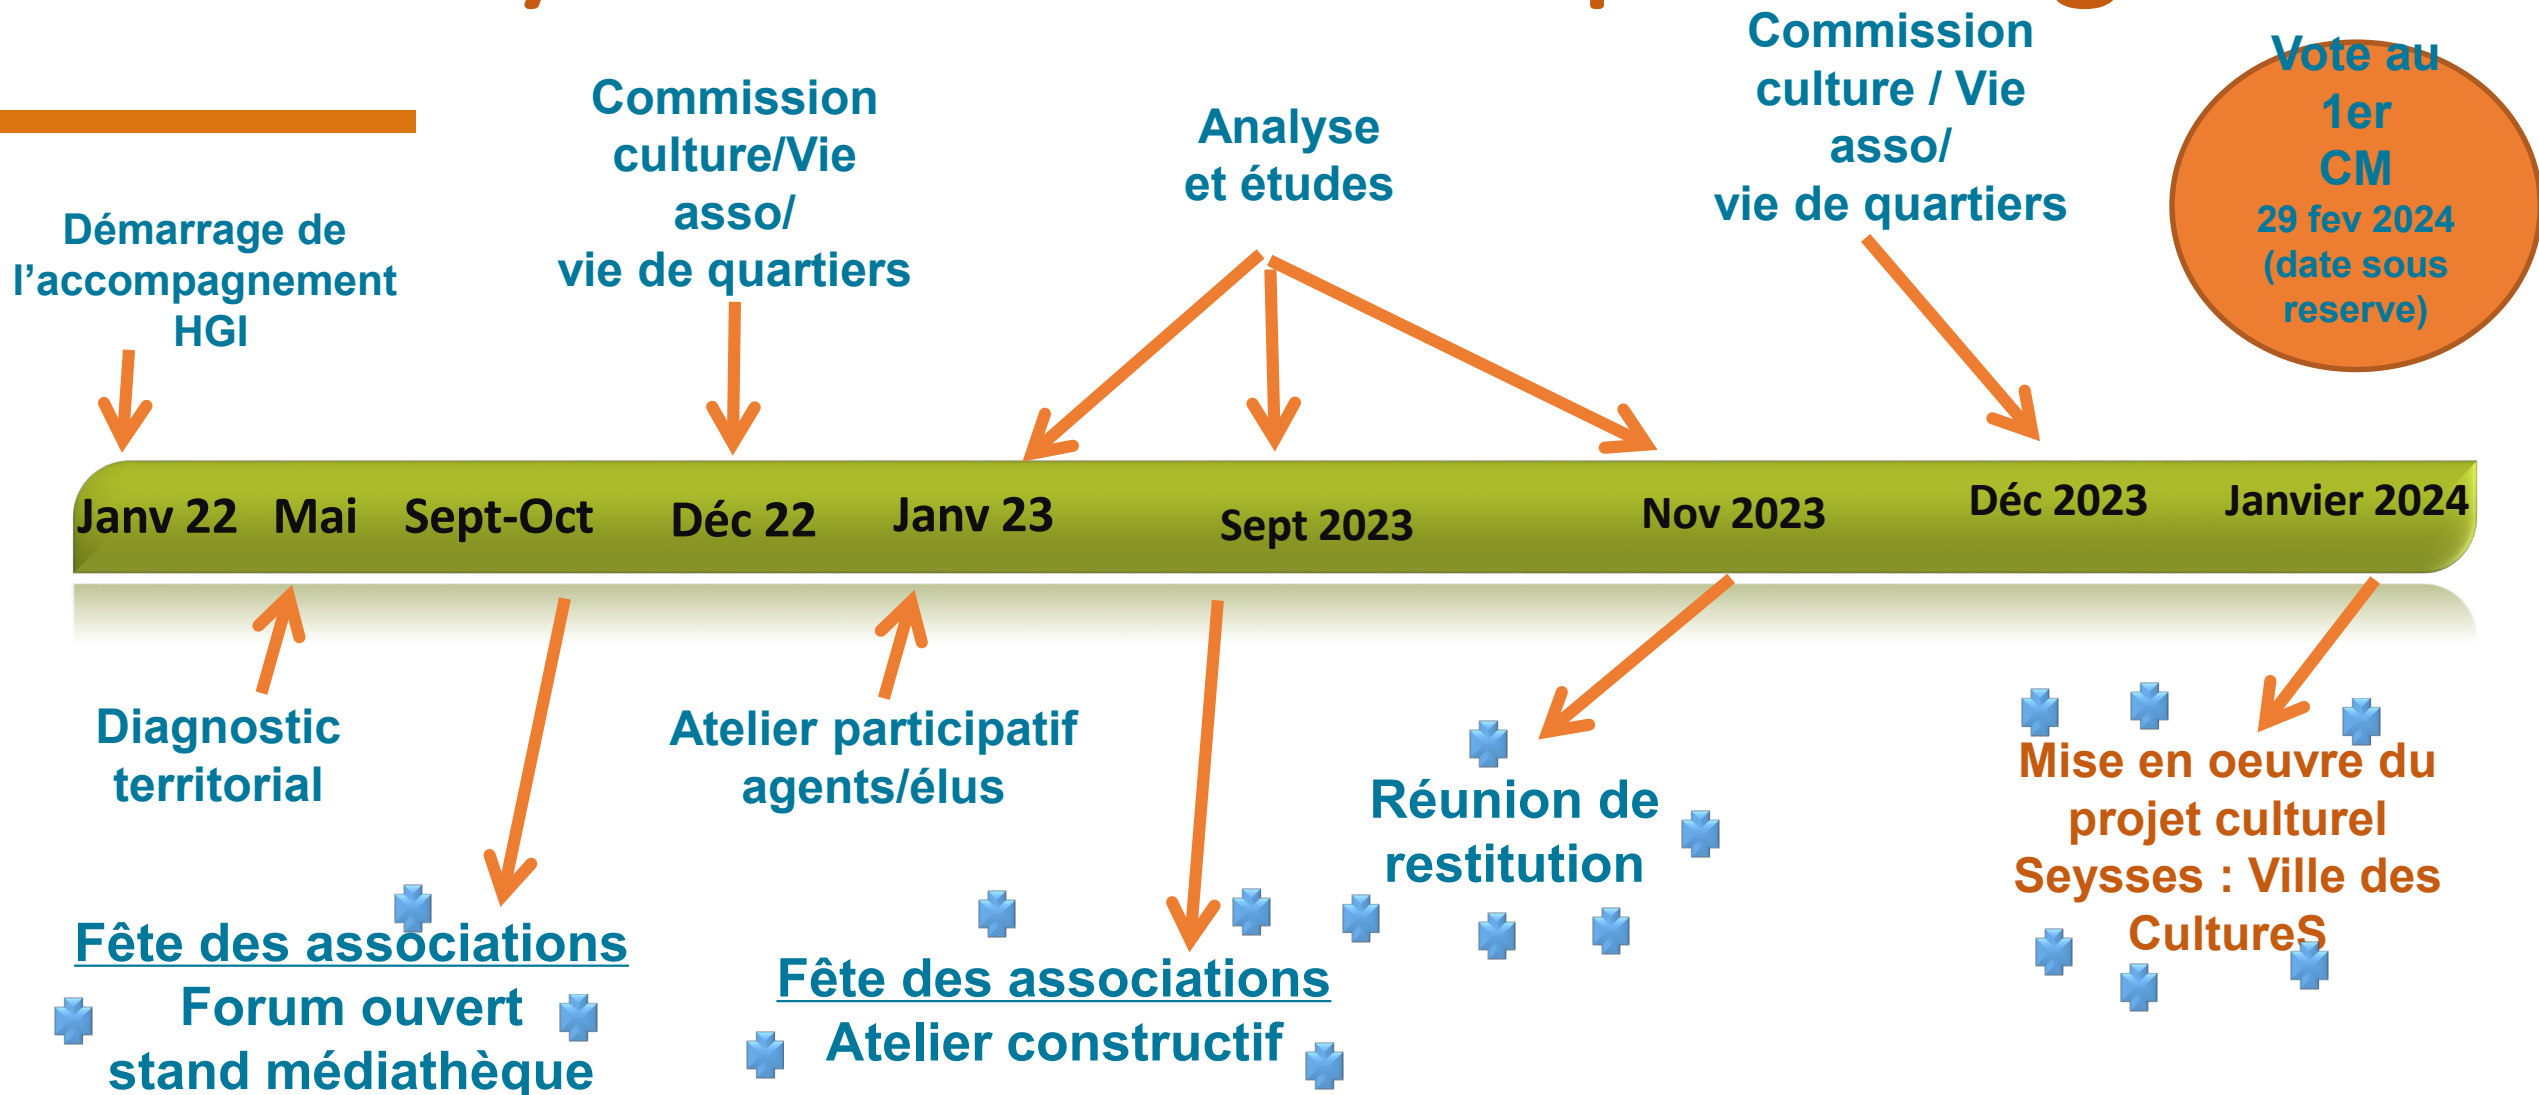 Commission
culture/Vie
asso/
vie de quartiers
Analyse
et études
Commission
culture / Vie
asso/
vie de quartiers
Vote au
1er
CM
29 fev 2024
(date sous
reserve)
Démarrage de
l’accompagnement
HGI
Janv 22
Mai
Sept-Oct
Déc 22
Janv 23
Sept 2023
Nov 2023
Déc 2023
Janvier 2024
Diagnostic
territorial
Fête des associations
Forum ouvert
stand médiathèque
Atelier participatif
agents/élus
Fête des associations
Atelier constructif
Réunion de
restitution
Mise en oeuvre du
projet culturel
Seysses : Ville des
CultureS